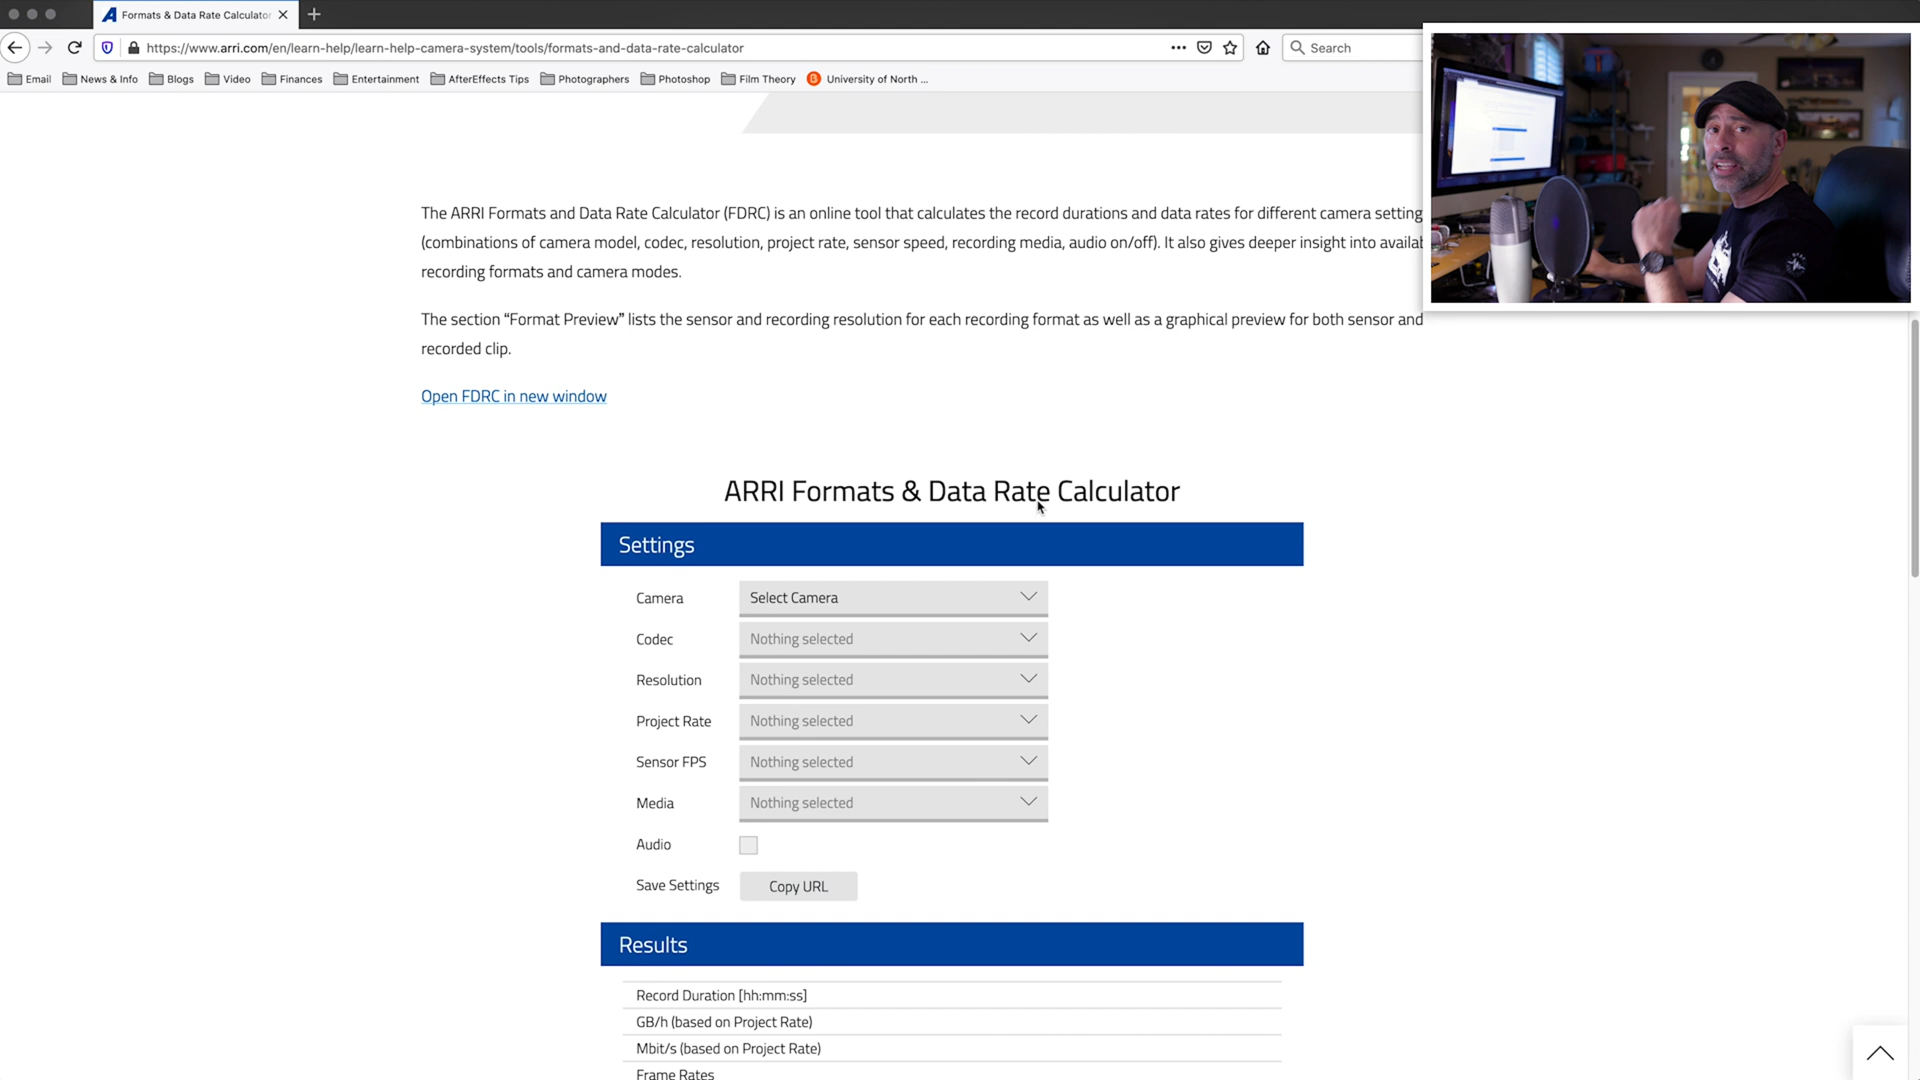 Formats & Data Rate Calculator
https://www.arri.com/en/learn-help/learn-help-camera-system/tools/formats-and-data-rate-calculator
Search
Email
News & Info
Blogs
Video
Finances
Entertainment
AfterEffects Tips
Photographers
Photoshop
Film Theory
University of North ...
The ARRI Formats and Data Rate Calculator (FDRC) is an online tool that calculates the record durations and data rates for different camera setting
(combinations of camera model, codec, resolution, project rate, sensor speed, recording media, audio on/off). It also gives deeper insight into availab
recording formats and camera modes.
The section “Format Preview” lists the sensor and recording resolution for each recording format as well as a graphical preview for both sensor and
recorded clip.
Open FDRC in new window
ARRI Formats & Data Rate Calculator
Settings
Camera
Select Camera
Codec
Nothing selected
Resolution
Nothing selected
Project Rate
Nothing selected
Sensor FPS
Nothing selected
Media
Nothing selected
Audio
Save Settings
Copy URL
Results
Record Duration [hh:mm:ss]
GB/h (based on Project Rate)
Mbit/s (based on Project Rate)
Frame Rates